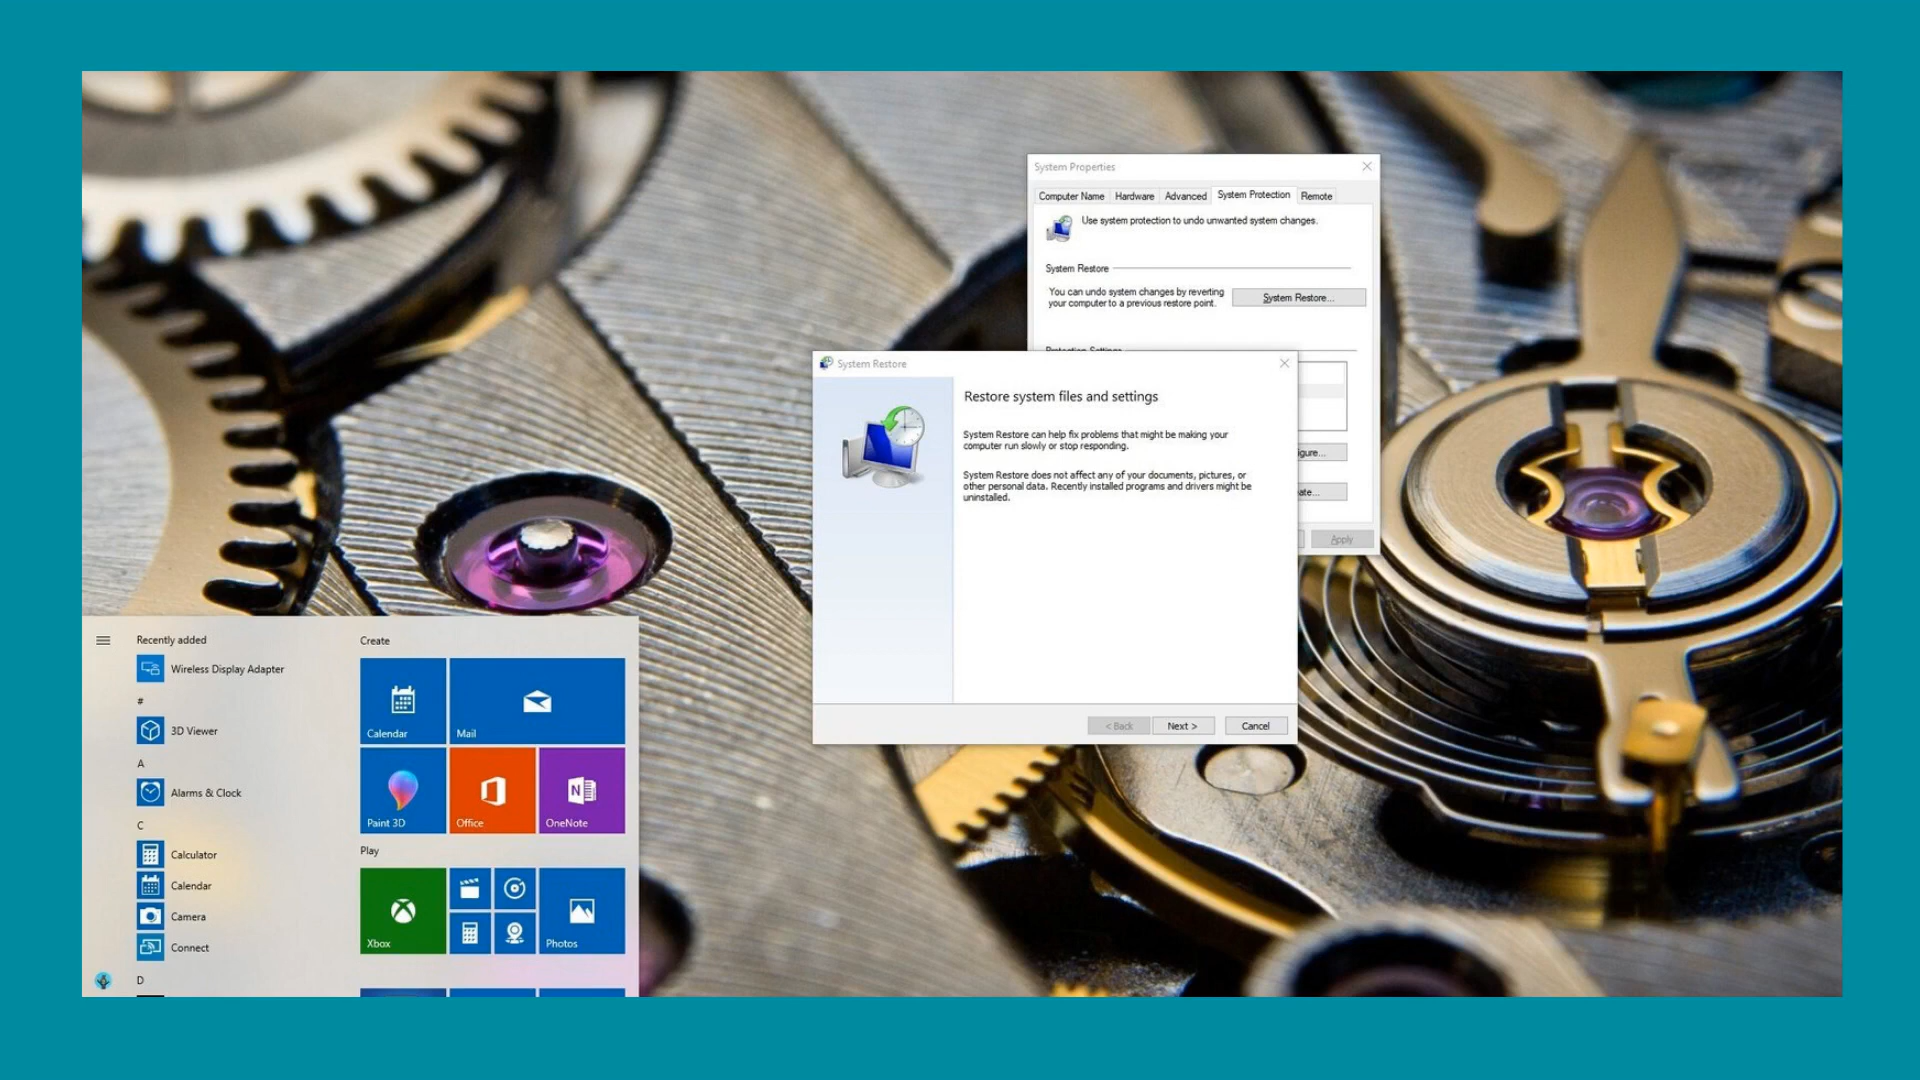 System Properties
Computer Name
Hardware
Advanced
System Protection
Remote
Use system protection to undo unwanted system changes.
System Restore
You can undo system changes by reverting
your computer to a previous restore point.
System Restore...
System Restore
Restore system files and settings
System Restore can help fix problems that might be making your
computer run slowly or stop responding.
System Restore does not affect any of your documents, pictures, or
other personal data. Recently installed programs and drivers might be
uninstalled.
Apply
< Back
Next >
Cancel
Recently added
Wireless Display Adapter
#
3D Viewer
A
Alarms & Clock
C
Calculator
Calendar
Camera
Connect
D
Create
Calendar
Mail
Paint 3D
Office
OneNote
Play
Xbox
Photos